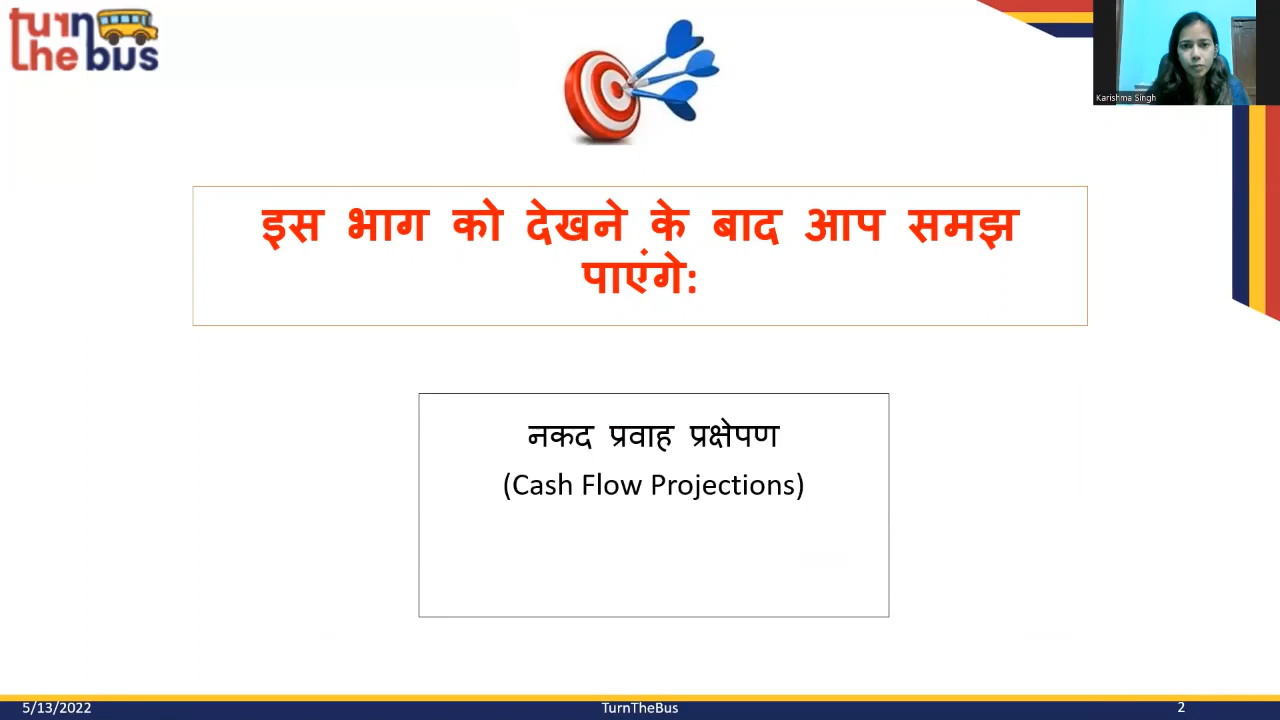 turn
the bus
Karishma Singh
इस भाग को देखने के बाद आप समझ
पाएंगे:
नकद प्रवाह प्रक्षेपण
(Cash Flow Projections)
5/13/2022
TurnTheBus
2